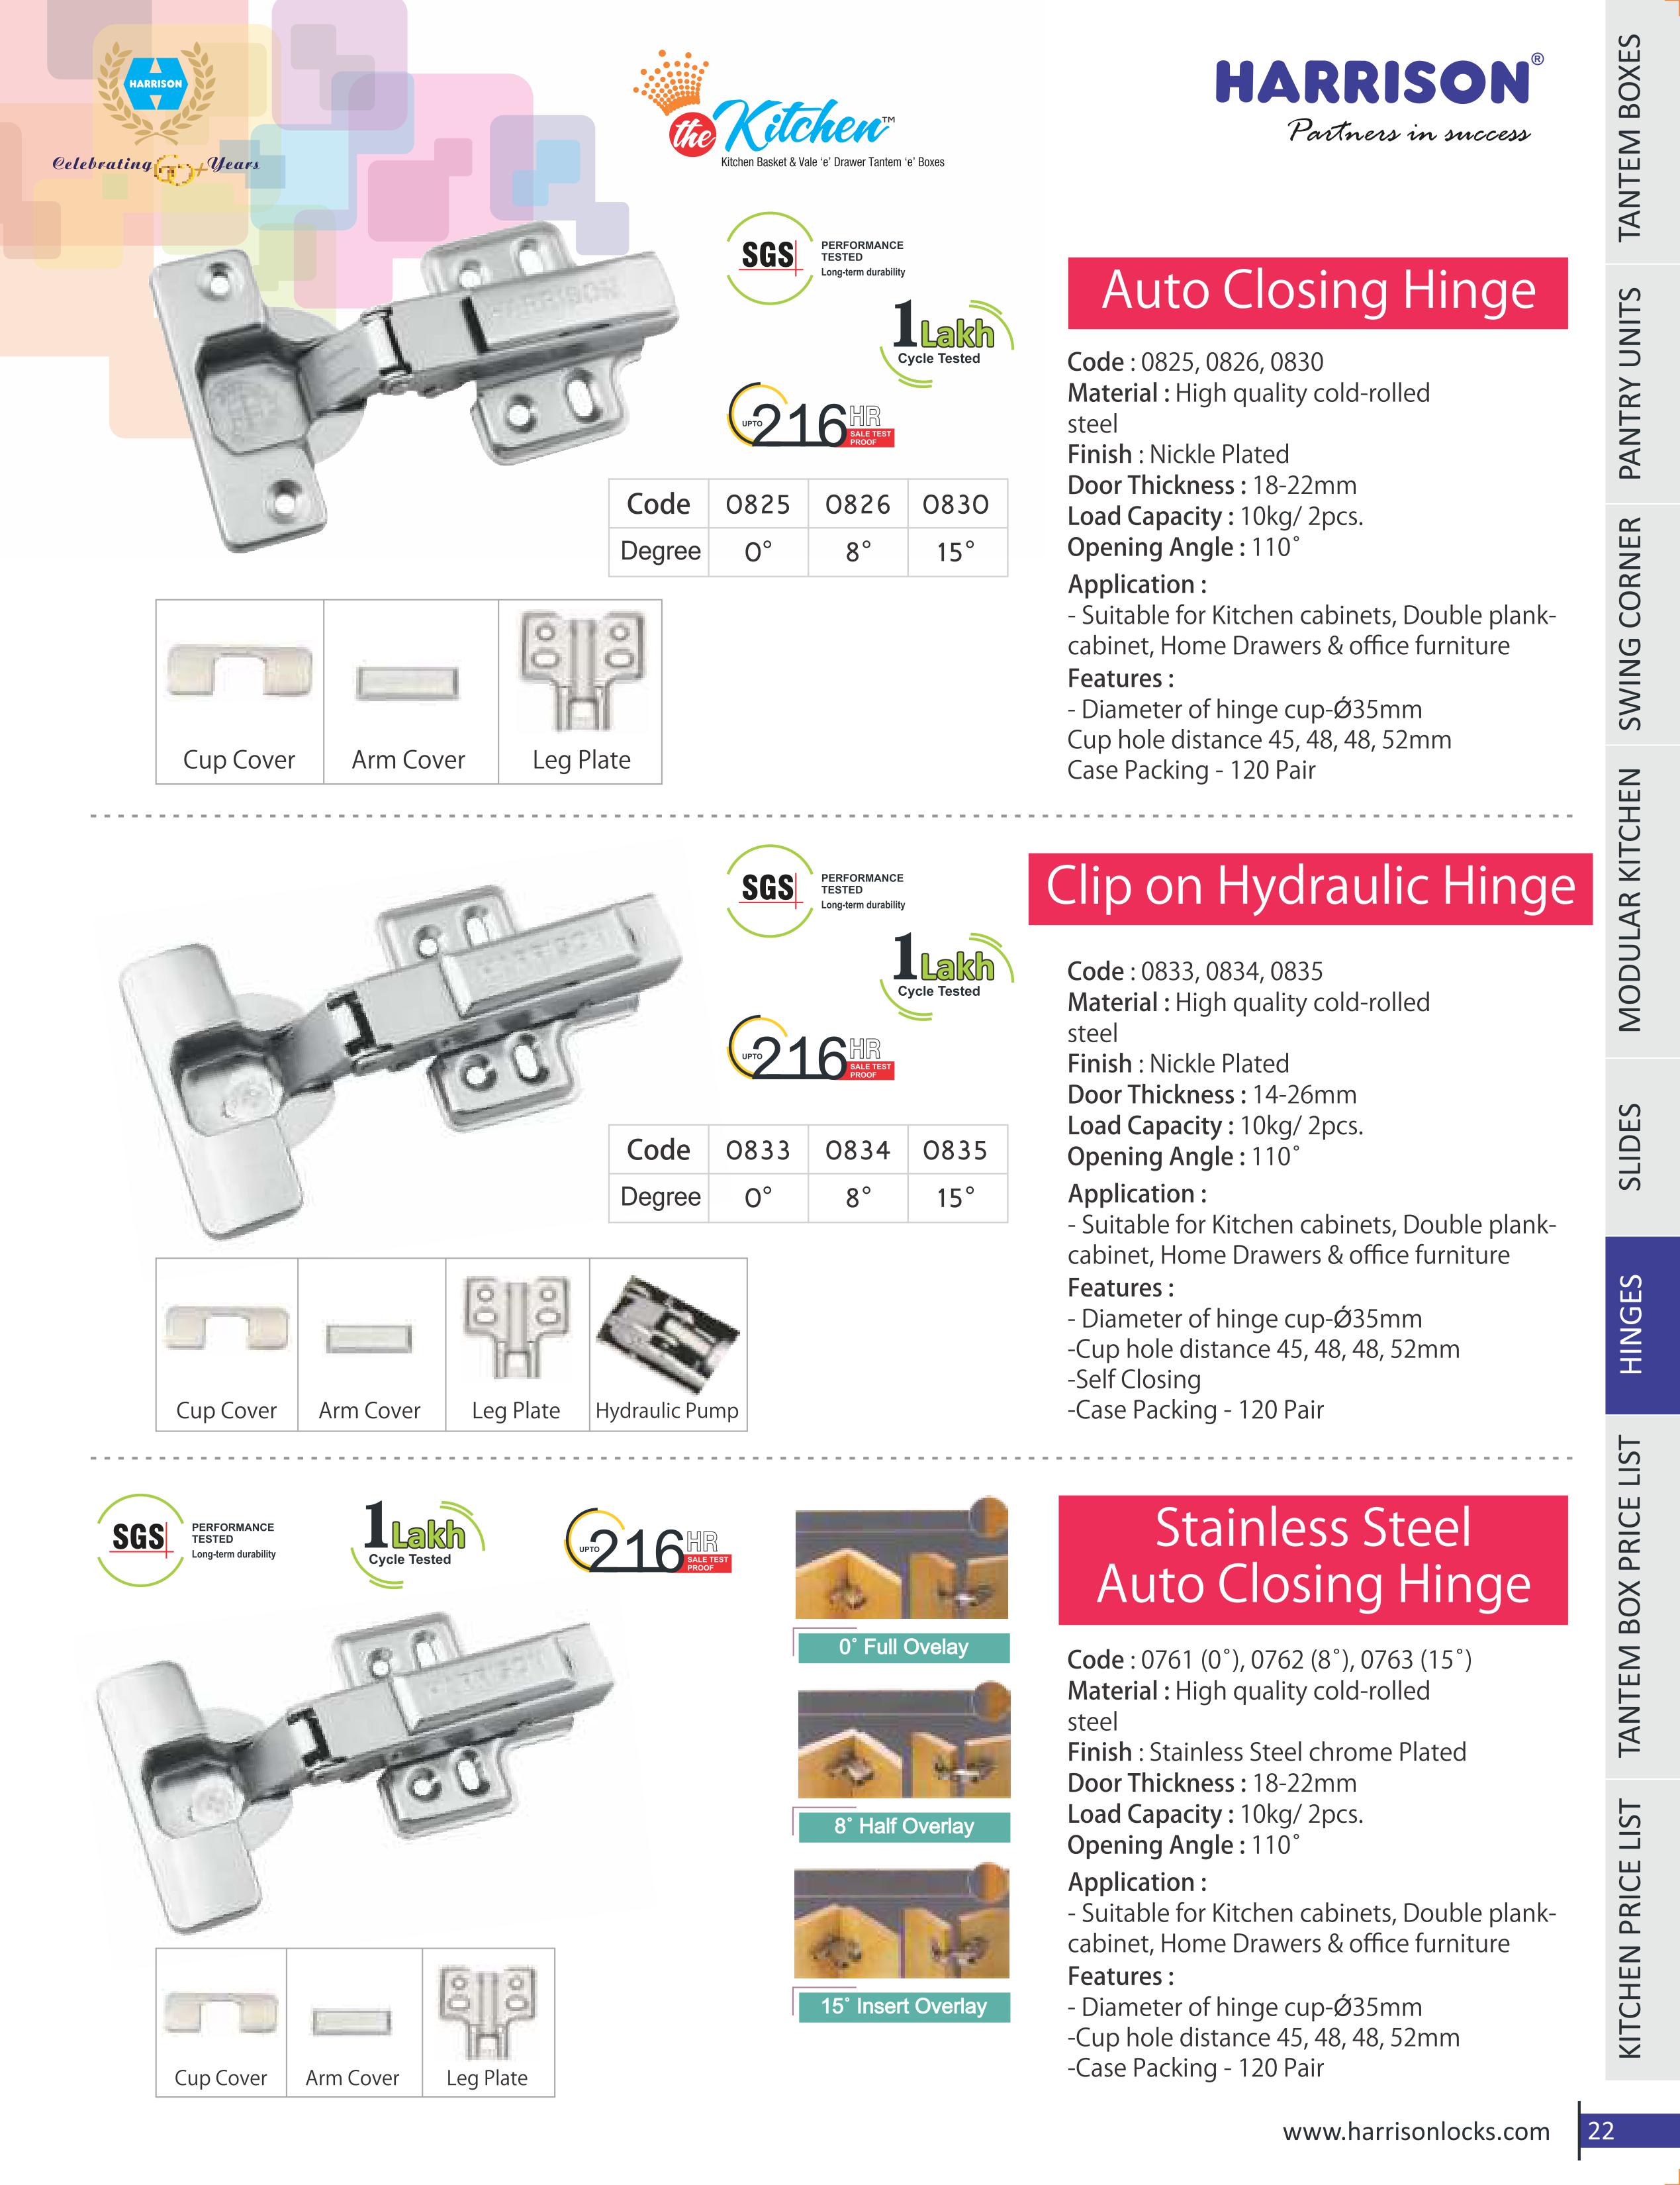 HARRISON
Celebrating 60+ Years
the Kitchen™
Kitchen Basket & Vale 'e' Drawer Tantem 'e' Boxes
HARRISON®
Partners in success
SGS
PERFORMANCE
TESTED
Long-term durability
1 Lakh
Cycle Tested
UPTO 216 HR
SALE TEST
PROOF
HARRISON
Code 0825 0826 0830
Degree 0° 8° 15°
Cup Cover Arm Cover Leg Plate
Auto Closing Hinge
Code : 0825, 0826, 0830
Material : High quality cold-rolled
steel
Finish : Nickle Plated
Door Thickness : 18-22mm
Load Capacity : 10kg/ 2pcs.
Opening Angle : 110°
Application :
- Suitable for Kitchen cabinets, Double plank-
cabinet, Home Drawers & office furniture
Features :
- Diameter of hinge cup-Ø35mm
Cup hole distance 45, 48, 48, 52mm
Case Packing - 120 Pair
SGS
PERFORMANCE
TESTED
Long-term durability
1 Lakh
Cycle Tested
UPTO 216 HR
SALE TEST
PROOF
HARRISON
Code 0833 0834 0835
Degree 0° 8° 15°
Cup Cover Arm Cover Leg Plate Hydraulic Pump
Clip on Hydraulic Hinge
Code : 0833, 0834, 0835
Material : High quality cold-rolled
steel
Finish : Nickle Plated
Door Thickness : 14-26mm
Load Capacity : 10kg/ 2pcs.
Opening Angle : 110°
Application :
- Suitable for Kitchen cabinets, Double plank-
cabinet, Home Drawers & office furniture
Features :
- Diameter of hinge cup-Ø35mm
-Cup hole distance 45, 48, 48, 52mm
-Self Closing
-Case Packing - 120 Pair
SGS
PERFORMANCE
TESTED
Long-term durability
1 Lakh
Cycle Tested
UPTO 216 HR
SALE TEST
PROOF
HARRISON
0° Full Ovelay
8° Half Overlay
15° Insert Overlay
Cup Cover Arm Cover Leg Plate
Stainless Steel
Auto Closing Hinge
Code : 0761 (0°), 0762 (8°), 0763 (15°)
Material : High quality cold-rolled
steel
Finish : Stainless Steel chrome Plated
Door Thickness : 18-22mm
Load Capacity : 10kg/ 2pcs.
Opening Angle : 110°
Application :
- Suitable for Kitchen cabinets, Double plank-
cabinet, Home Drawers & office furniture
Features :
- Diameter of hinge cup-Ø35mm
-Cup hole distance 45, 48, 48, 52mm
-Case Packing - 120 Pair
TANTEM BOXES
PANTRY UNITS
SWING CORNER
MODULAR KITCHEN
SLIDES
HINGES
TANTEM BOX PRICE LIST
KITCHEN PRICE LIST
www.harrisonlocks.com
22